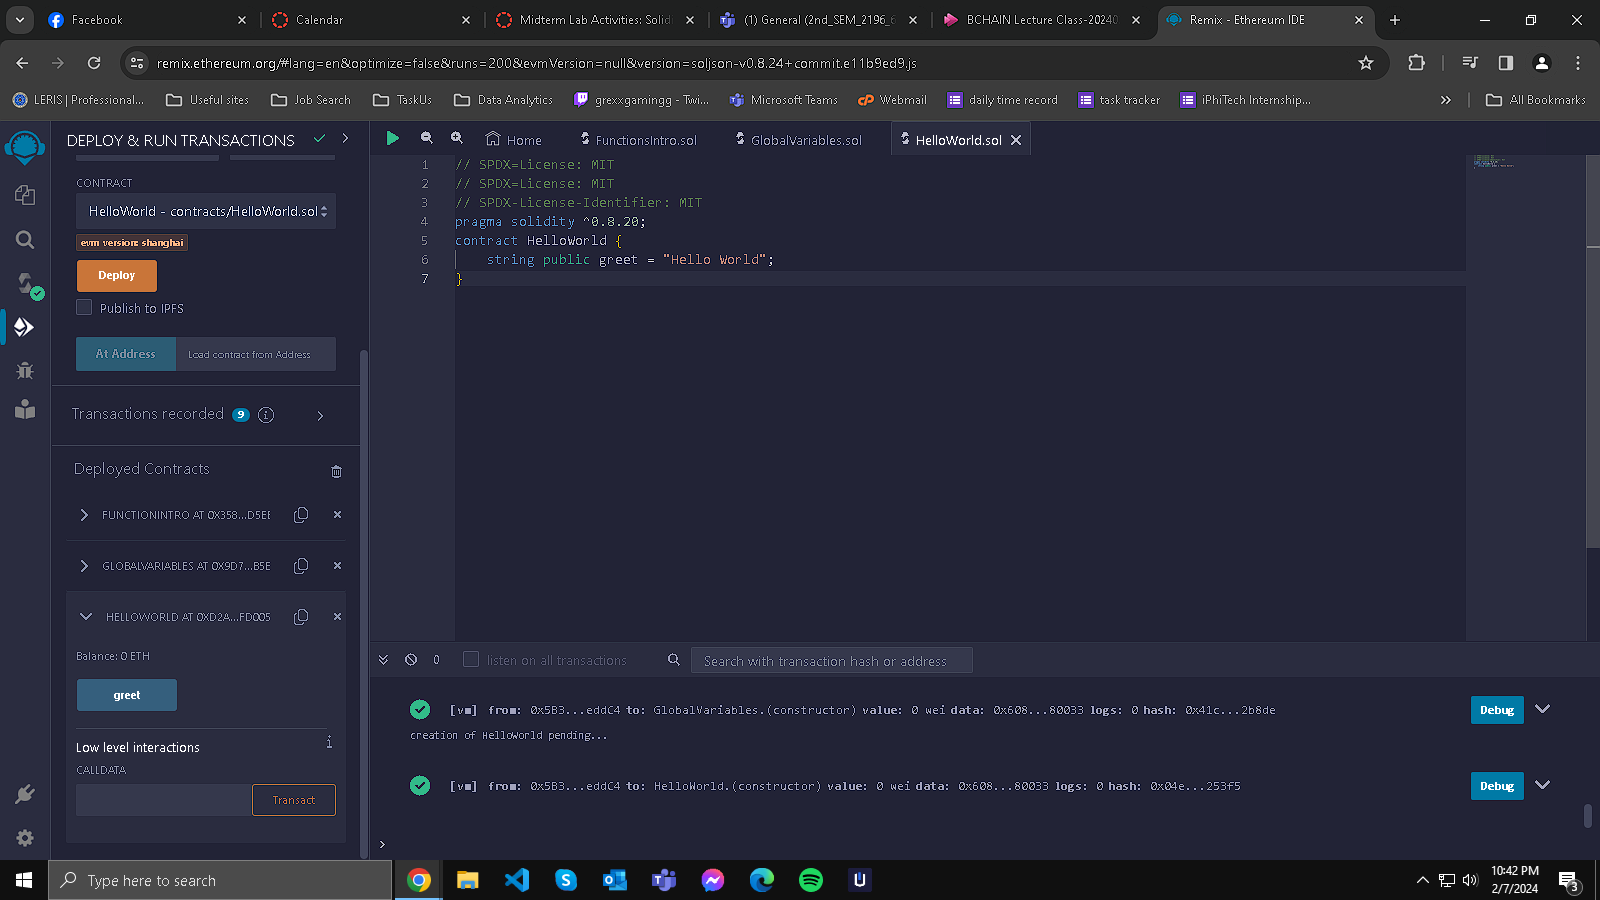 Facebook
Calendar
Midterm Lab Activities: Solidi
(1) General (2nd_SEM_2196_6
BCHAIN Lecture Class-20240
Remix - Ethereum IDE
remix.ethereum.org/#lang=en&optimize=false&runs=200&evmVersion=null&version=soljson-v0.8.24+commit.e11b9ed9.js
LERIS | Professional...
Useful sites
Job Search
TaskUs
Data Analytics
grexxgamingg - Twi...
Microsoft Teams
Webmail
daily time record
task tracker
iPhiTech Internship...
All Bookmarks
DEPLOY & RUN TRANSACTIONS
Home
FunctionsIntro.sol
GlobalVariables.sol
HelloWorld.sol
CONTRACT
HelloWorld - contracts/HelloWorld.sol
evm version: shanghai
Deploy
Publish to IPFS
At Address
Load contract from Address
Transactions recorded 9
Deployed Contracts
FUNCTIONINTRO AT 0X358...D5EE
GLOBALVARIABLES AT 0X9D7...B5E
HELLOWORLD AT 0XD2A...FD005
Balance: 0 ETH
greet
Low level interactions
CALLDATA
Transact
1 // SPDX=License: MIT
2 // SPDX=License: MIT
3 // SPDX-License-Identifier: MIT
4 pragma solidity ^0.8.20;
5 contract HelloWorld {
6 string public greet = "Hello World";
7 }
0
listen on all transactions
Search with transaction hash or address
[vm] from: 0x5B3...eddC4 to: GlobalVariables.(constructor) value: 0 wei data: 0x608...80033 logs: 0 hash: 0x41c...2b8de
Debug
creation of HelloWorld pending...
[vm] from: 0x5B3...eddC4 to: HelloWorld.(constructor) value: 0 wei data: 0x608...80033 logs: 0 hash: 0x04e...253f5
Debug
>
Type here to search
10:42 PM
2/7/2024
3